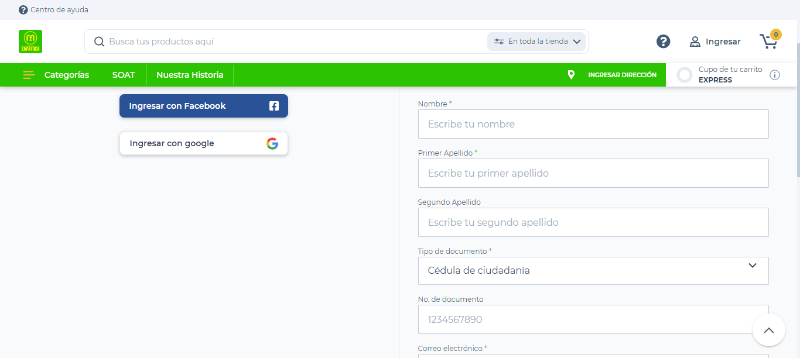 Centro de ayuda
Busca tus productos aquí
En toda la tienda
Ingresar
0
Categorías
SOAT
Nuestra Historia
INGRESAR DIRECCIÓN
Cupo de tu carrito
EXPRESS
Ingresar con Facebook
Ingresar con google
Nombre *
Escribe tu nombre
Primer Apellido *
Escribe tu primer apellido
Segundo Apellido
Escribe tu segundo apellido
Tipo de documento *
Cédula de ciudadanía
No. de documento
1234567890
Correo electrónico *